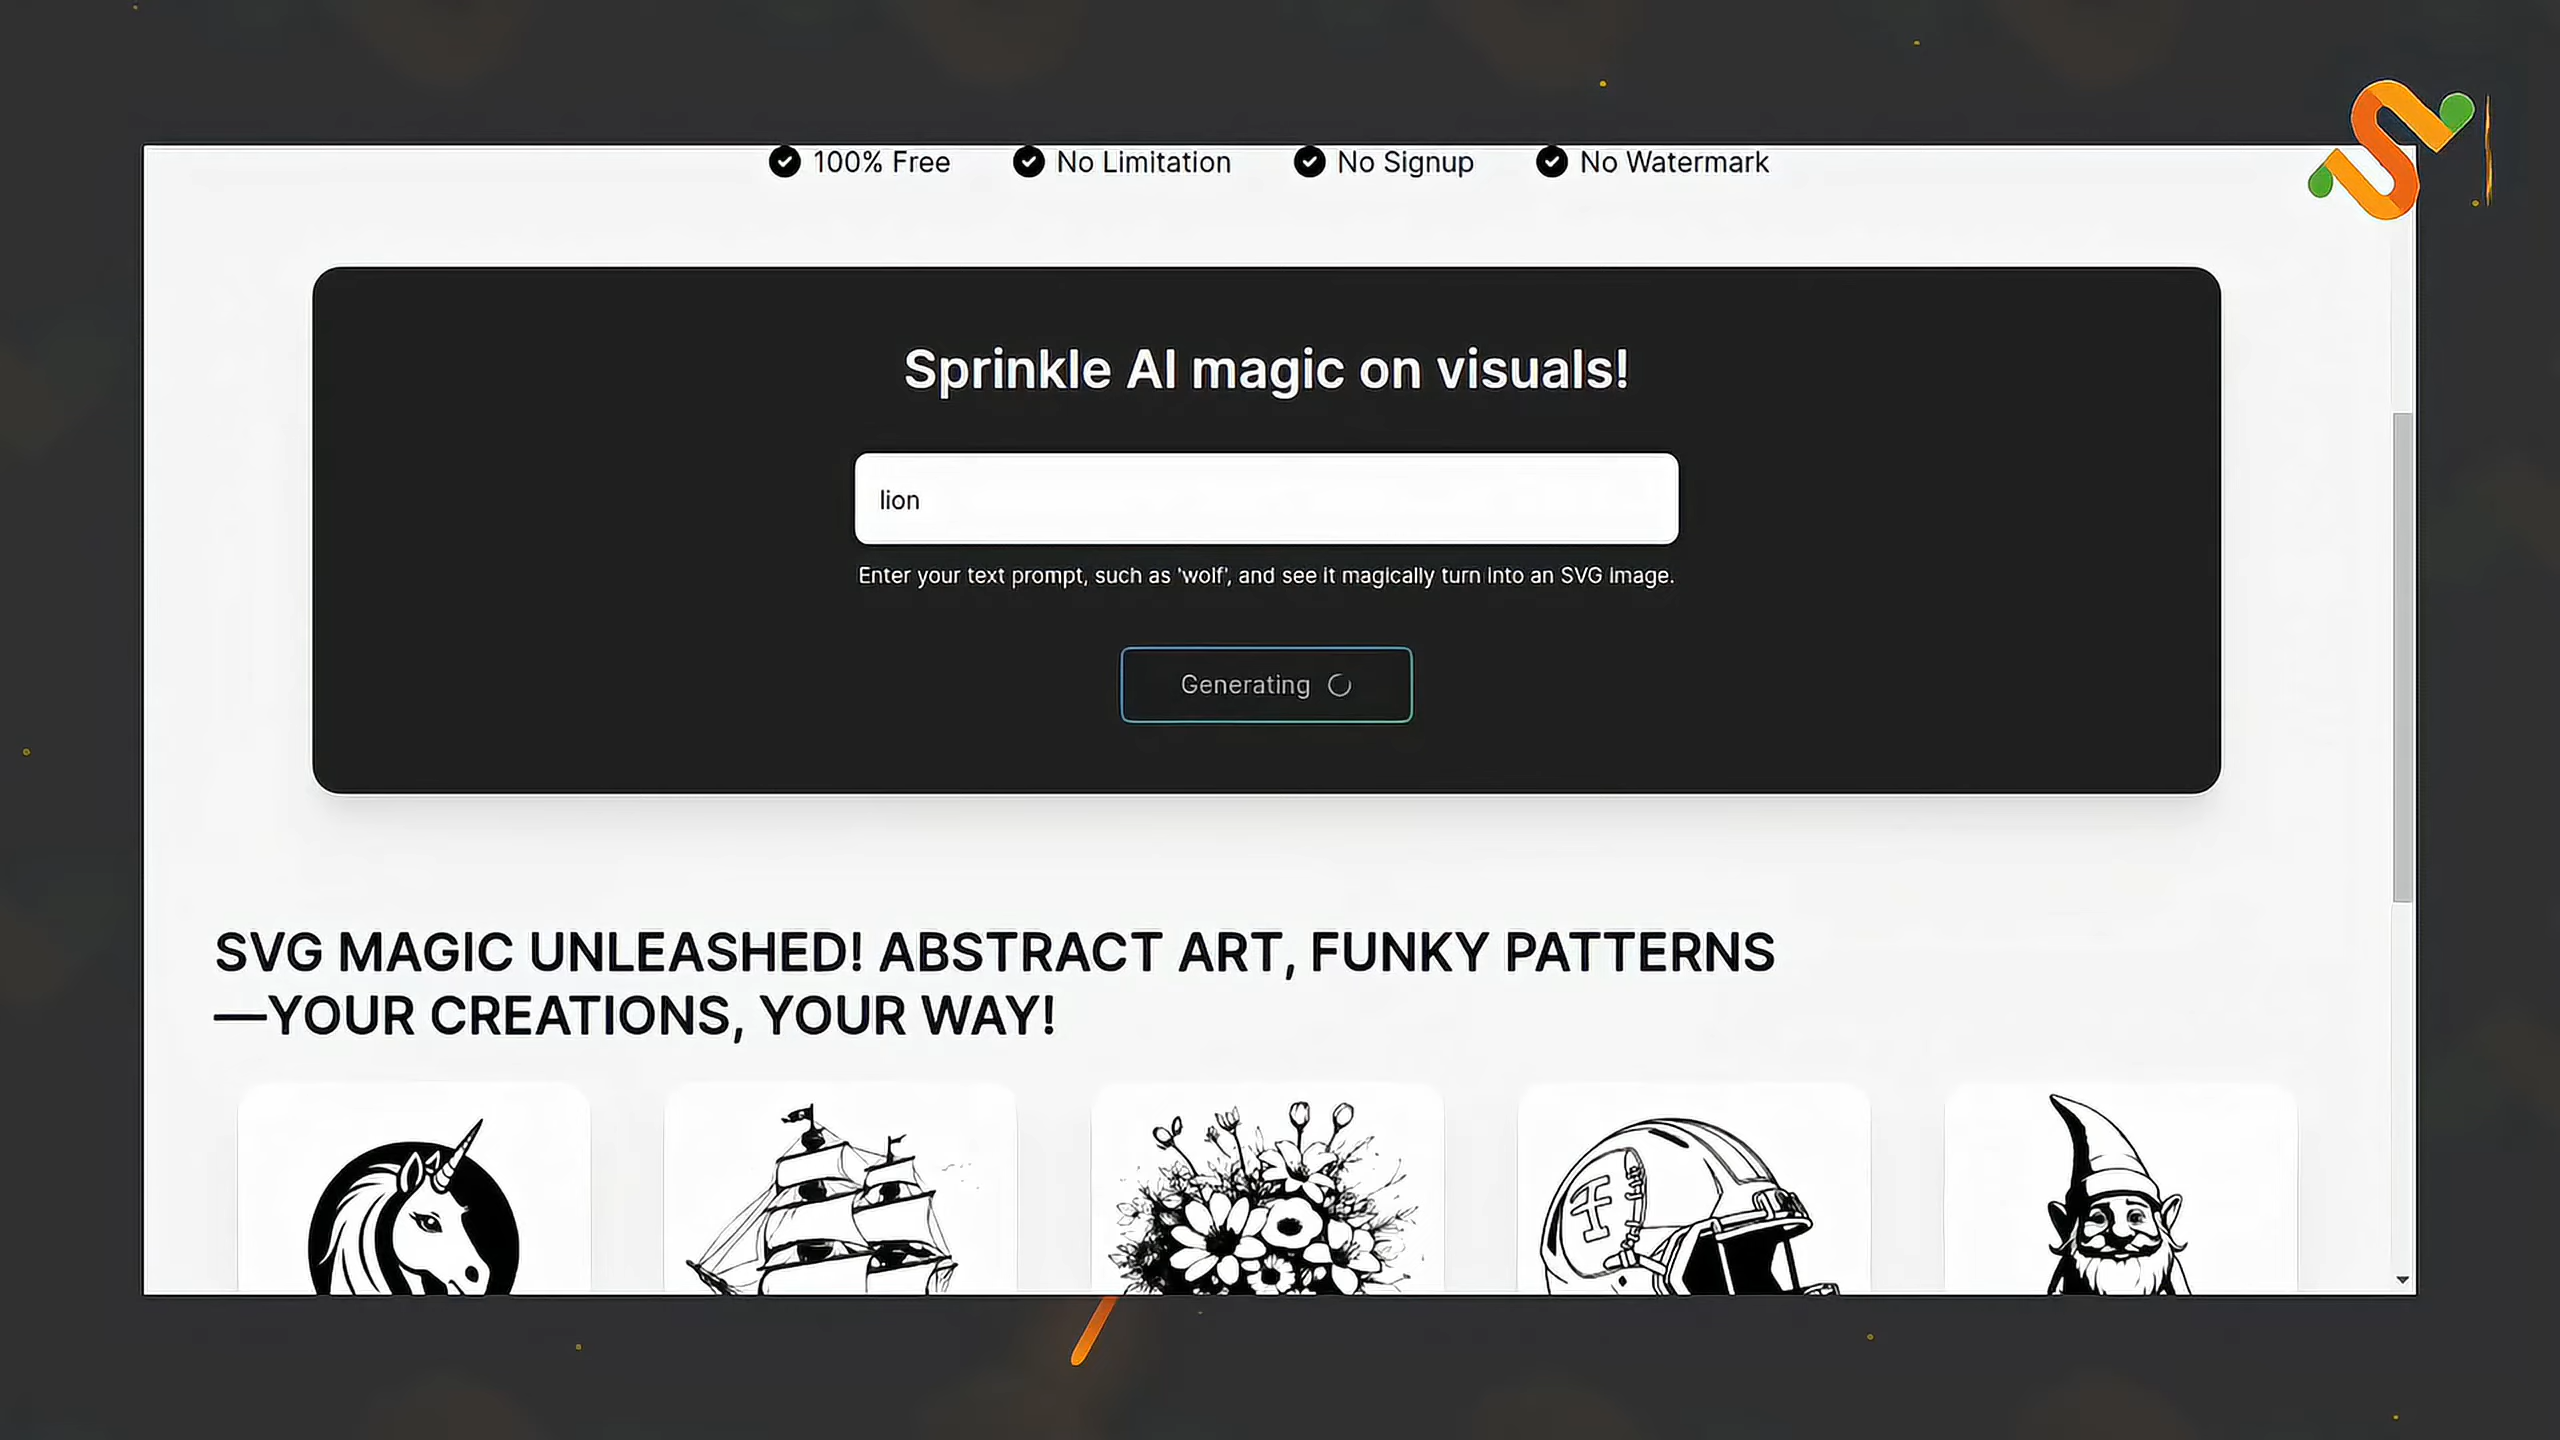 100% Free No Limitation No Signup No Watermark
Sprinkle AI magic on visuals!
lion
Enter your text prompt, such as 'wolf', and see it magically turn into an SVG image.
Generating
SVG MAGIC UNLEASHED! ABSTRACT ART, FUNKY PATTERNS
—YOUR CREATIONS, YOUR WAY!